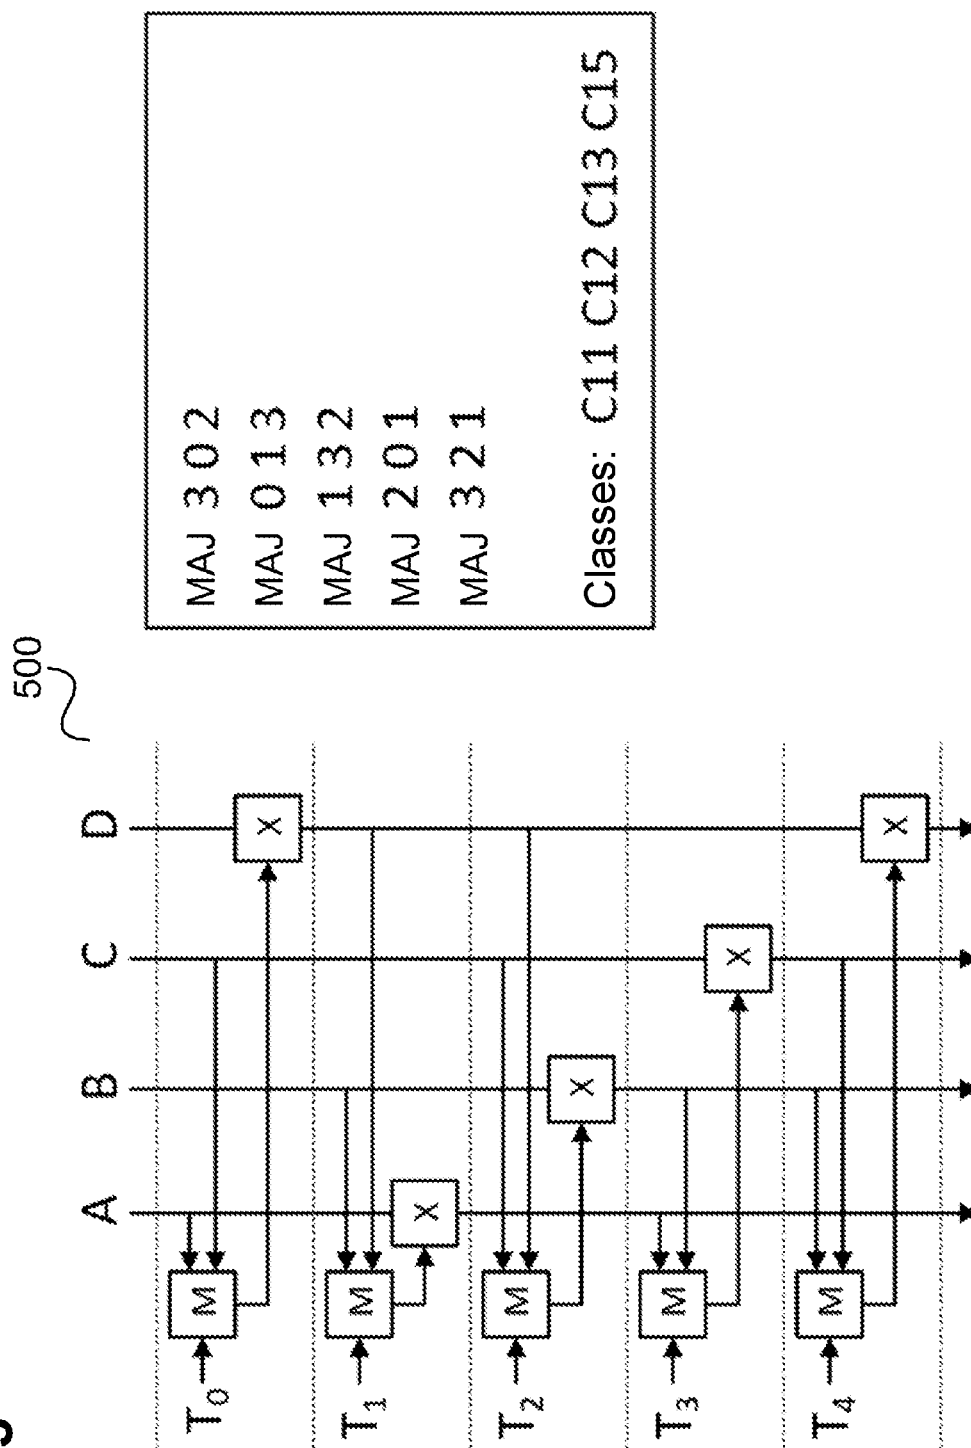 500
A B C D
T0 M X
T1 M X
T2 M X
T3 M X
T4 M X
MAJ 3 0 2
MAJ 0 1 3
MAJ 1 3 2
MAJ 2 0 1
MAJ 3 2 1
Classes: C11 C12 C13 C15